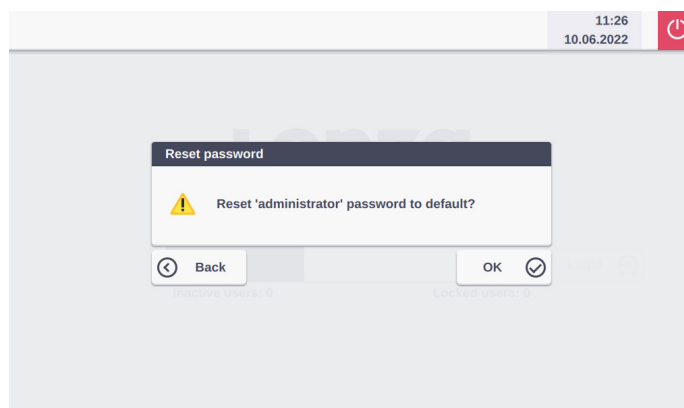 11:26
10.06.2022
Reset password
Reset 'administrator' password to default?
Back
OK
Inactive users: 0
Locked users: 0